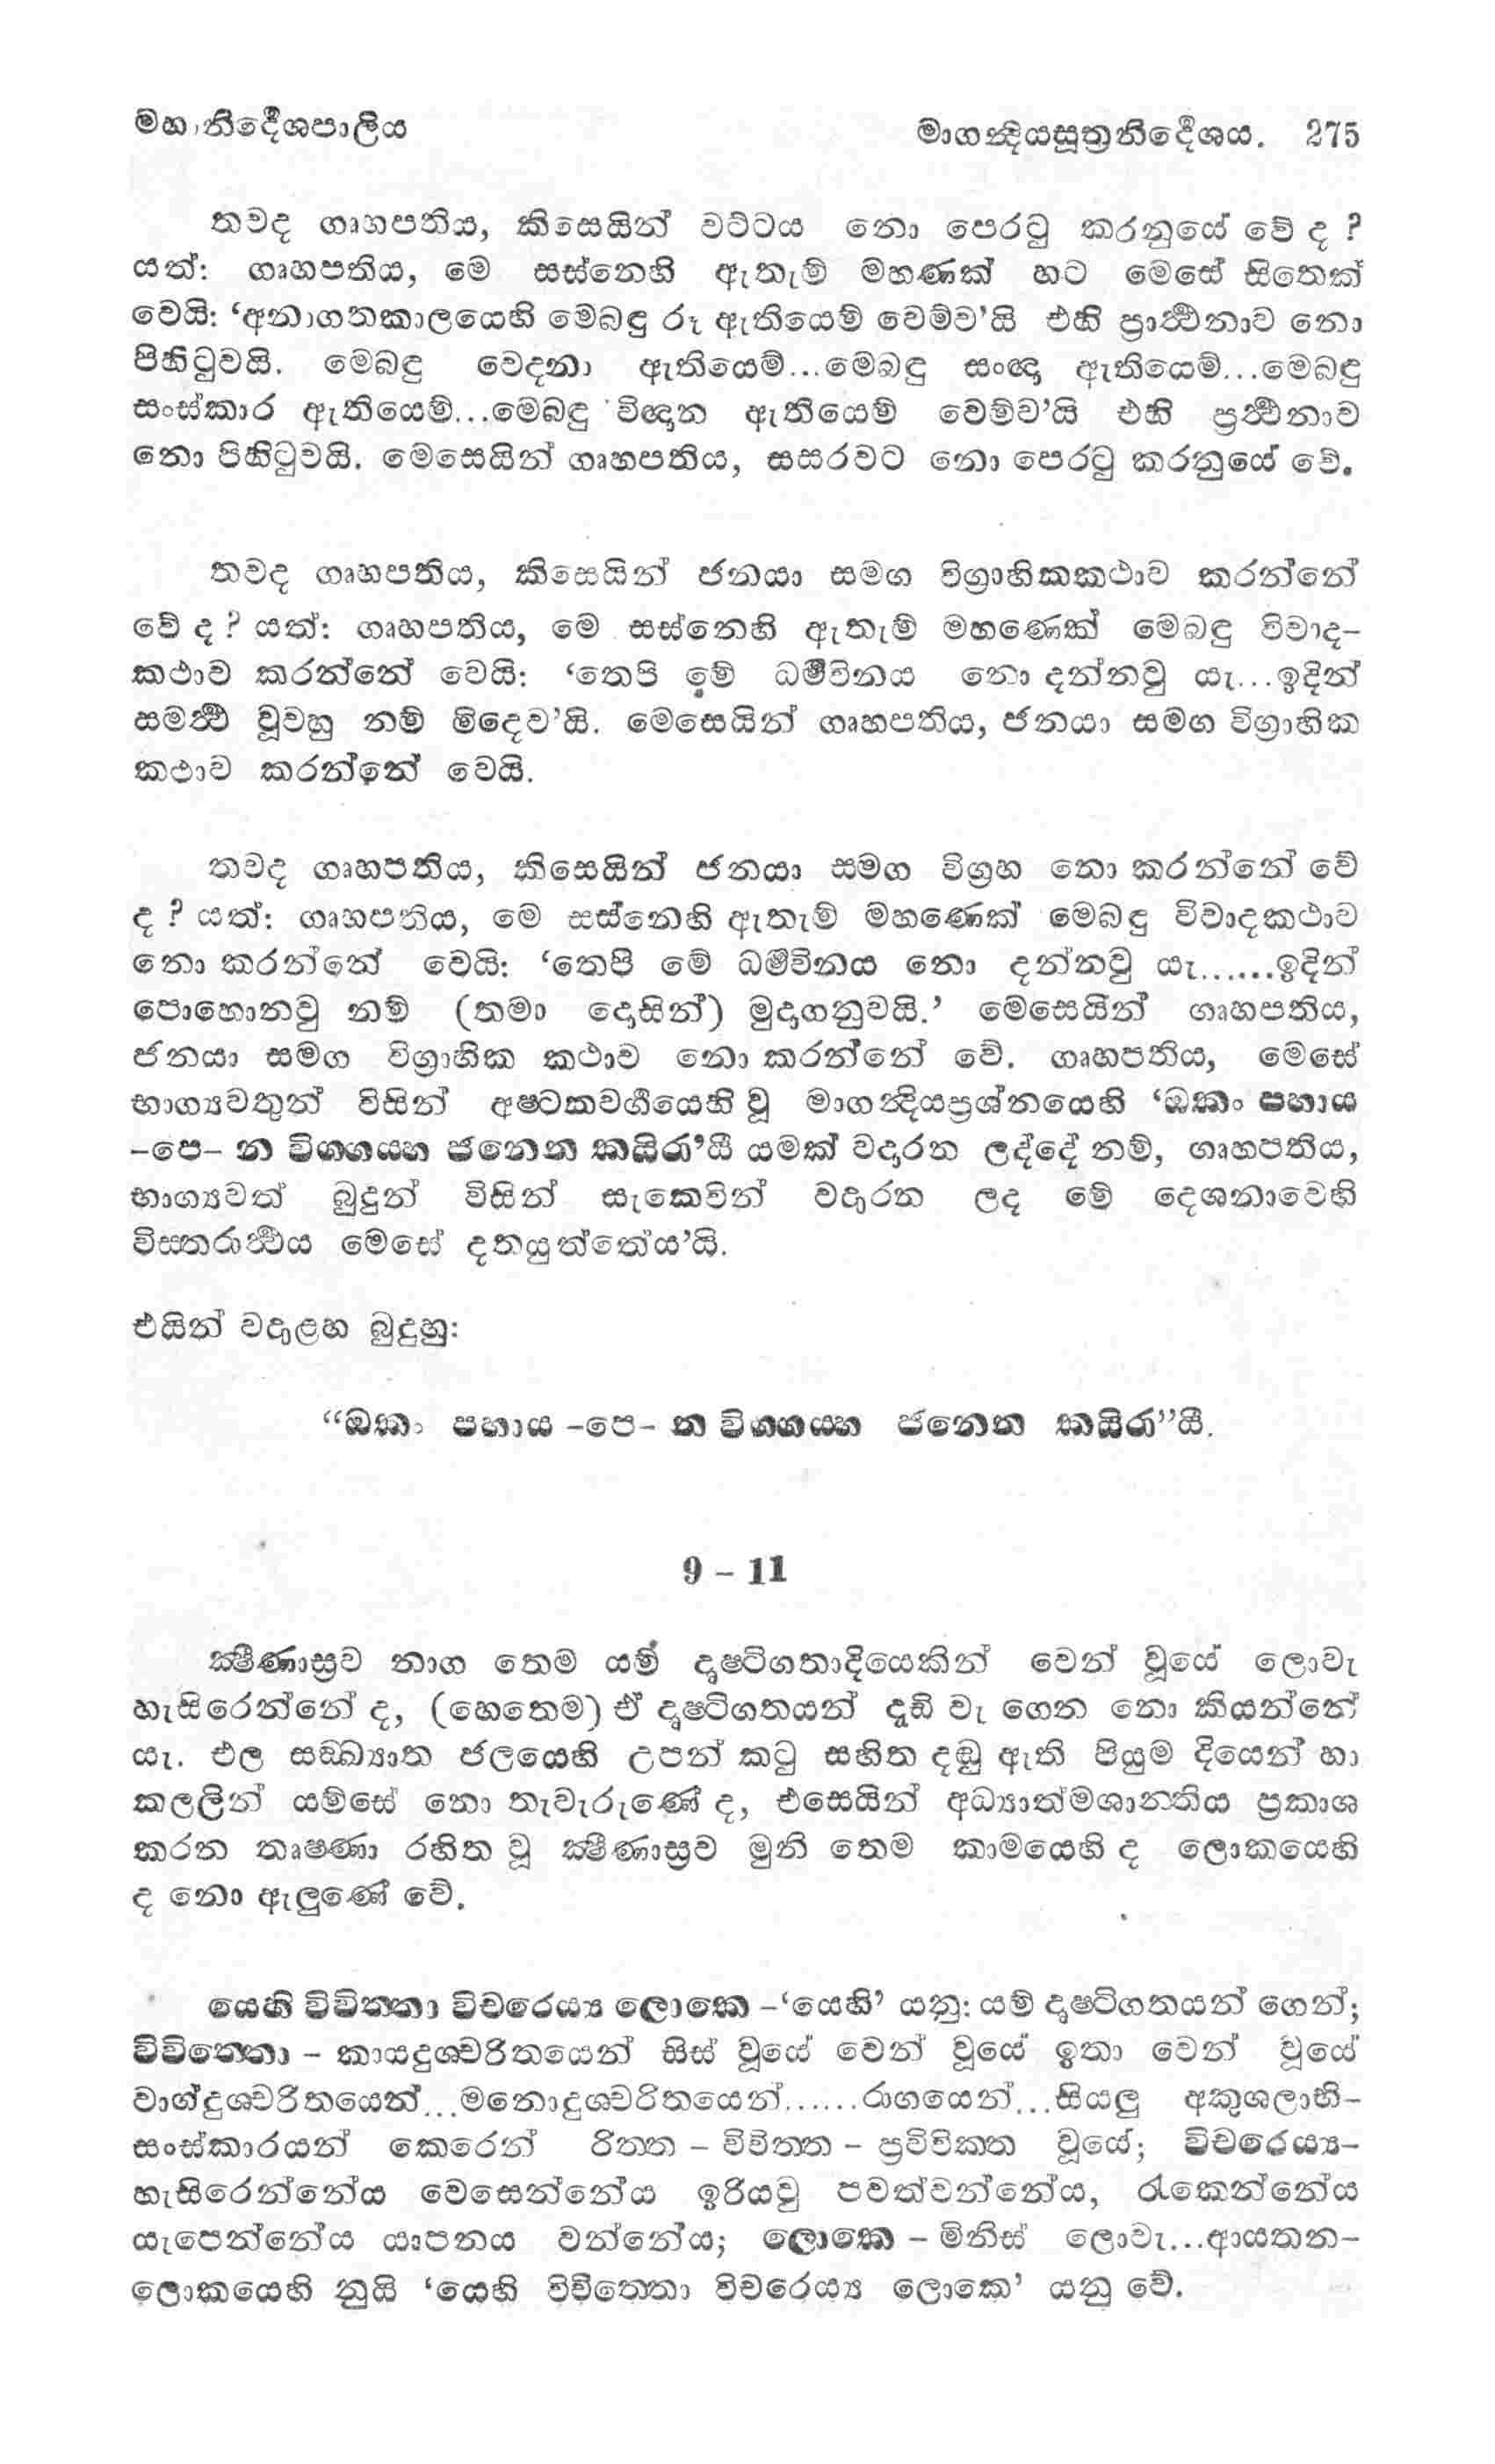 මහානිර්දේශපාලිය
මාගන්‍දියසූත්‍රනිර්දේශය. 275
තවද ගෘහපතිය, කිසෙයින් වට්ටය නො පෙරටු කරනුයේ වේ ද ?
යත්: ගෘහපතිය, මෙ සස්නෙහි ඇතැම් මහණක් හට මෙසේ සිතෙක්
වෙයි: ‘අනාගතකාලයෙහි මෙබඳු රූ ඇතියෙම් වෙම්ව’යි එහි ප්‍රාර්‍ත්‍ථනාව නො
පිහිටුවයි. මෙබඳු වෙදනා ඇතියෙම්...මෙබඳු සංඥා ඇතියෙම්...මෙබඳු
සංස්කාර ඇතියෙම්...මෙබඳු විඥාන ඇතියෙම් වෙම්ව’යි එහි ප්‍රර්‍ත්‍ථනාව
නො පිහිටුවයි. මෙසෙයින් ගෘහපතිය, සසරවට නො පෙරටු කරනුයේ වේ.
තවද ගෘහපතිය, කිසෙයින් ජනයා සමග විග්‍රාහිකකථාව කරන්නේ
වේ ද ? යත්: ගෘහපතිය, මෙ සස්නෙහි ඇතැම් මහණෙක් මෙබඳු විවාද-
කථාව කරන්නේ වෙයි: ‘තෙපි මේ ධර්‍මවිනය නො දන්නවු යැ...ඉදින්
සමර්‍ත්‍ථ වූවහු නම් මිදෙව’යි. මෙසෙයින් ගෘහපතිය, ජනයා සමග විග්‍රාහික
කථාව කරන්නේ වෙයි.
තවද ගෘහපතිය, කිසෙයින් ජනයා සමග විග්‍රහ නො කරන්නේ වේ
ද ? යත්: ගෘහපතිය, මෙ සස්නෙහි ඇතැම් මහණෙක් මෙබඳු විවාදකථාව
නො කරන්නේ වෙයි: ‘තෙපි මේ ධර්‍මවිනය නො දන්නවු යැ......ඉදින්
පොහොනවු නම් (තමා දොසින්) මුදාගනුවයි.’ මෙසෙයින් ගෘහපතිය,
ජනයා සමග විග්‍රාහික කථාව නො කරන්නේ වේ. ගෘහපතිය, මෙසේ
භාග්‍යවතුන් විසින් අෂ්ටකවර්‍ගයෙහි වූ මාගන්‍දියප්‍රශ්නයෙහි ‘ඔකං පහාය
-පෙ- න විග්ගය්හ ජනෙන කයිරා’යී යමක් වදාරන ලද්දේ නම්, ගෘහපතිය,
භාග්‍යවත් බුදුන් විසින් සැකෙවින් වදාරන ලද මේ දෙශනාවෙහි
විස්තරාර්‍ත්‍ථය මෙසේ දතයුත්තේය’යි.
එයින් වදාළහ බුදුහු:
“ඔකං පහාය -පෙ- න විග්ගය්හ ජනෙන කයිරා”යී.
9 - 11
ක්‍ෂීණාස්‍රව නාග තෙම යම් දෘෂ්ටිගතාදියෙකින් වෙන් වූයේ ලොවැ
හැසිරෙන්නේ ද, (හෙතෙම) ඒ දෘෂ්ටිගතයන් දැඩි වැ ගෙන නො කියන්නේ
යැ. එල සඞ්ඛ්‍යාත ජලයෙහි උපන් කටු සහිත දඬු ඇති පියුම දියෙන් හා
කලලින් යම්සේ නො තැවැරුණේ ද, එසෙයින් අධ්‍යාත්මශාන්තිය ප්‍රකාශ
කරන තෘෂ්ණා රහිත වූ ක්‍ෂීණාස්‍රව මුනි තෙම කාමයෙහි ද ලොකයෙහි
ද නො ඇලුණේ වේ.
යෙහි විවිත්තා විචරෙය්‍ය ලොකෙ -‘යෙහි’ යනු: යම් දෘෂ්ටිගතයන් ගෙන්;
විවිත්තො - කායදුශ්චරිතයෙන් සිස් වූයේ වෙන් වූයේ ඉතා වෙන් වූයේ
වාග්දුශ්චරිතයෙන්...මනොදුශ්චරිතයෙන්......රාගයෙන්...සියලු අකුශලාභි-
සංස්කාරයන් කෙරෙන් රිත්ත - විවිත්ත - ප්‍රවිවික්ත වූයේ; විචරෙය්‍ය-
හැසිරෙන්නේය වෙසෙන්නේය ඉරියවු පවත්වන්නේය, රැකෙන්නේය
යැපෙන්නේය යාපනය වන්නේය; ලොකෙ - මිනිස් ලොවැ...ආයතන-
ලොකයෙහි නුයි ‘යෙහි විවිත්තො විචරෙය්‍ය ලොකෙ’ යනු වේ.